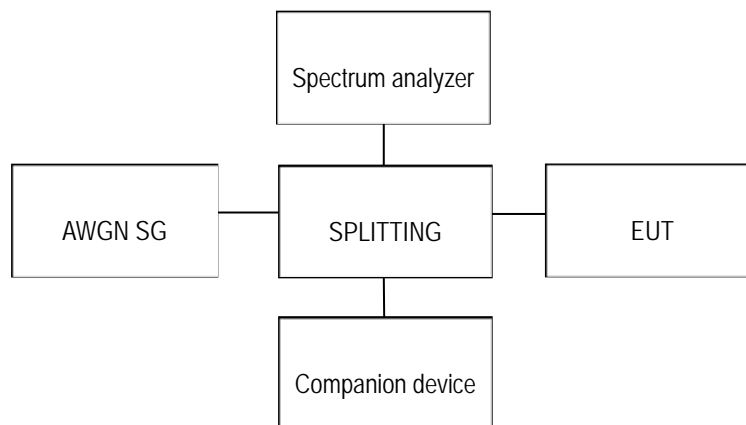 Spectrum analyzer
AWGN SG
SPLITTING
EUT
Companion device